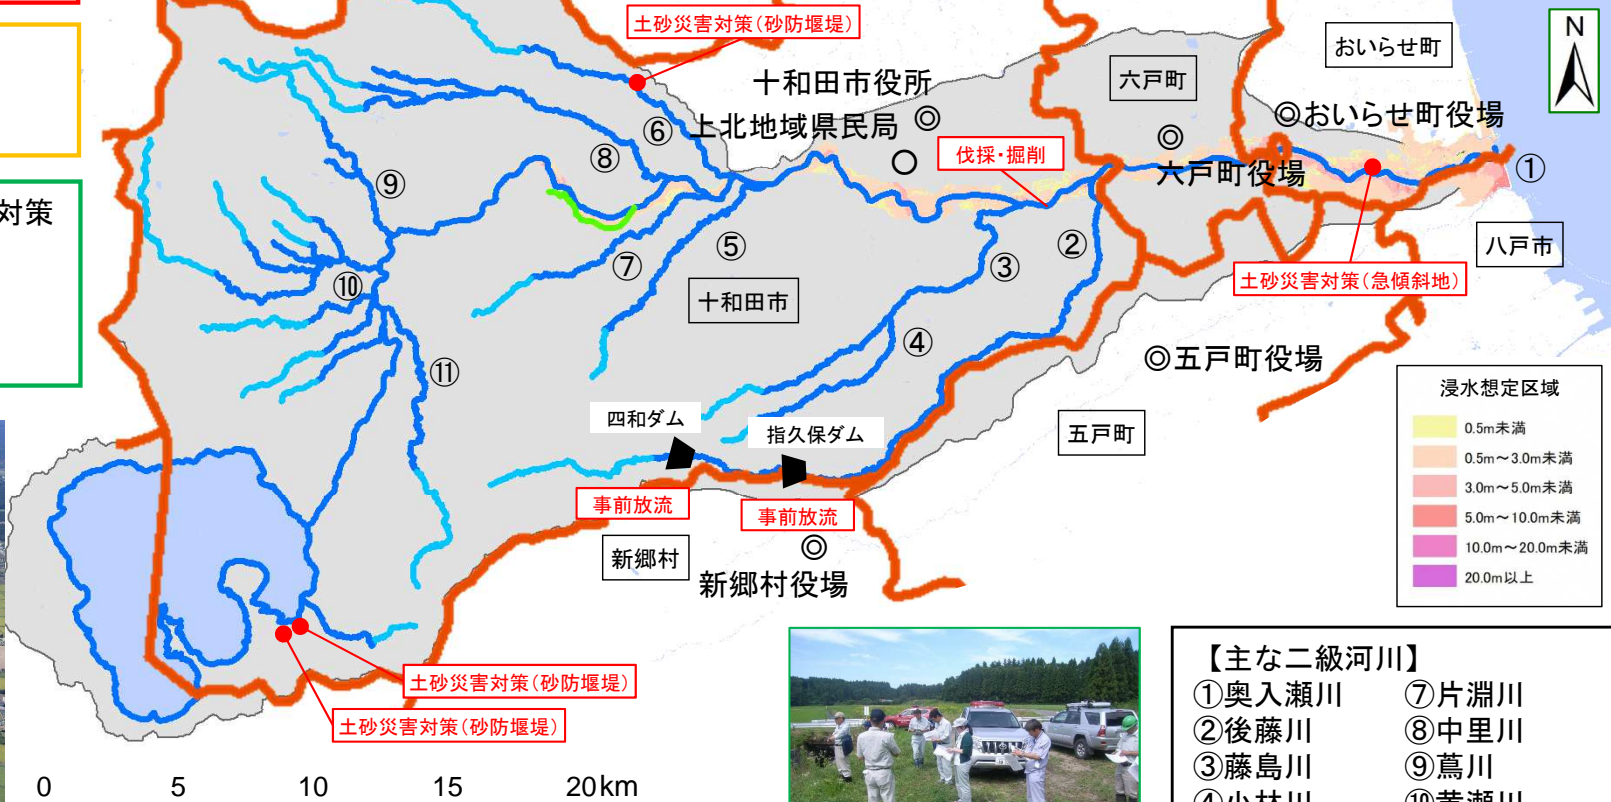 土砂災害対策(砂防堰堤)
おいらせ町
N
十和田市役所
六戸町
◎
◎おいらせ町役場
上北地域県民局
◎
⑥
⑧
伐採・掘削
六戸町役場
①
⑨
対策
⑤
②
八戸市
⑦
③
土砂災害対策(急傾斜地)
⑩
十和田市
④
◎五戸町役場
⑪
浸水想定区域
0.5m未満
0.5m~3.0m未満
3.0m~5.0m未満
5.0m~10.0m未満
10.0m~20.0m未満
20.0m以上
四和ダム
指久保ダム
五戸町
事前放流
事前放流
新郷村
◎
新郷村役場
土砂災害対策(砂防堰堤)
土砂災害対策(砂防堰堤)
0 5 10 15 20km
【主な二級河川】
①奥入瀬川 ⑦片淵川
②後藤川 ⑧中里川
③藤島川 ⑨蔦川
④小林川 ⑩黄瀬川